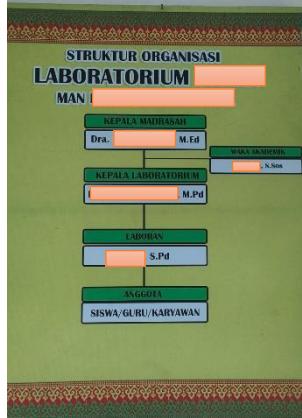 STRUKTUR ORGANISASI
LABORATORIUM
MAN
KEPALA MADRASAH
Dra. M.Ed
WAKA AKADEMIK
, S.Sos
KEPALA LABORATORIUM
, M.Pd
LABORAN
S.Pd
ANGGOTA
SISWA/GURU/KARYAWAN